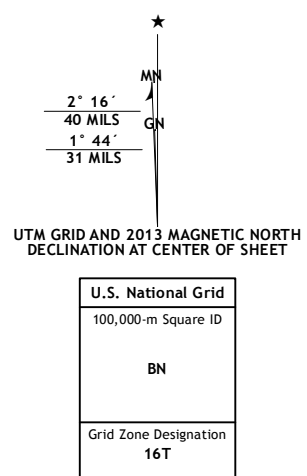 MN
2° 16´
40 MILS
GN
1° 44´
31 MILS
UTM GRID AND 2013 MAGNETIC NORTH
DECLINATION AT CENTER OF SHEET
U.S. National Grid
100,000-m Square ID
BN
Grid Zone Designation
16T